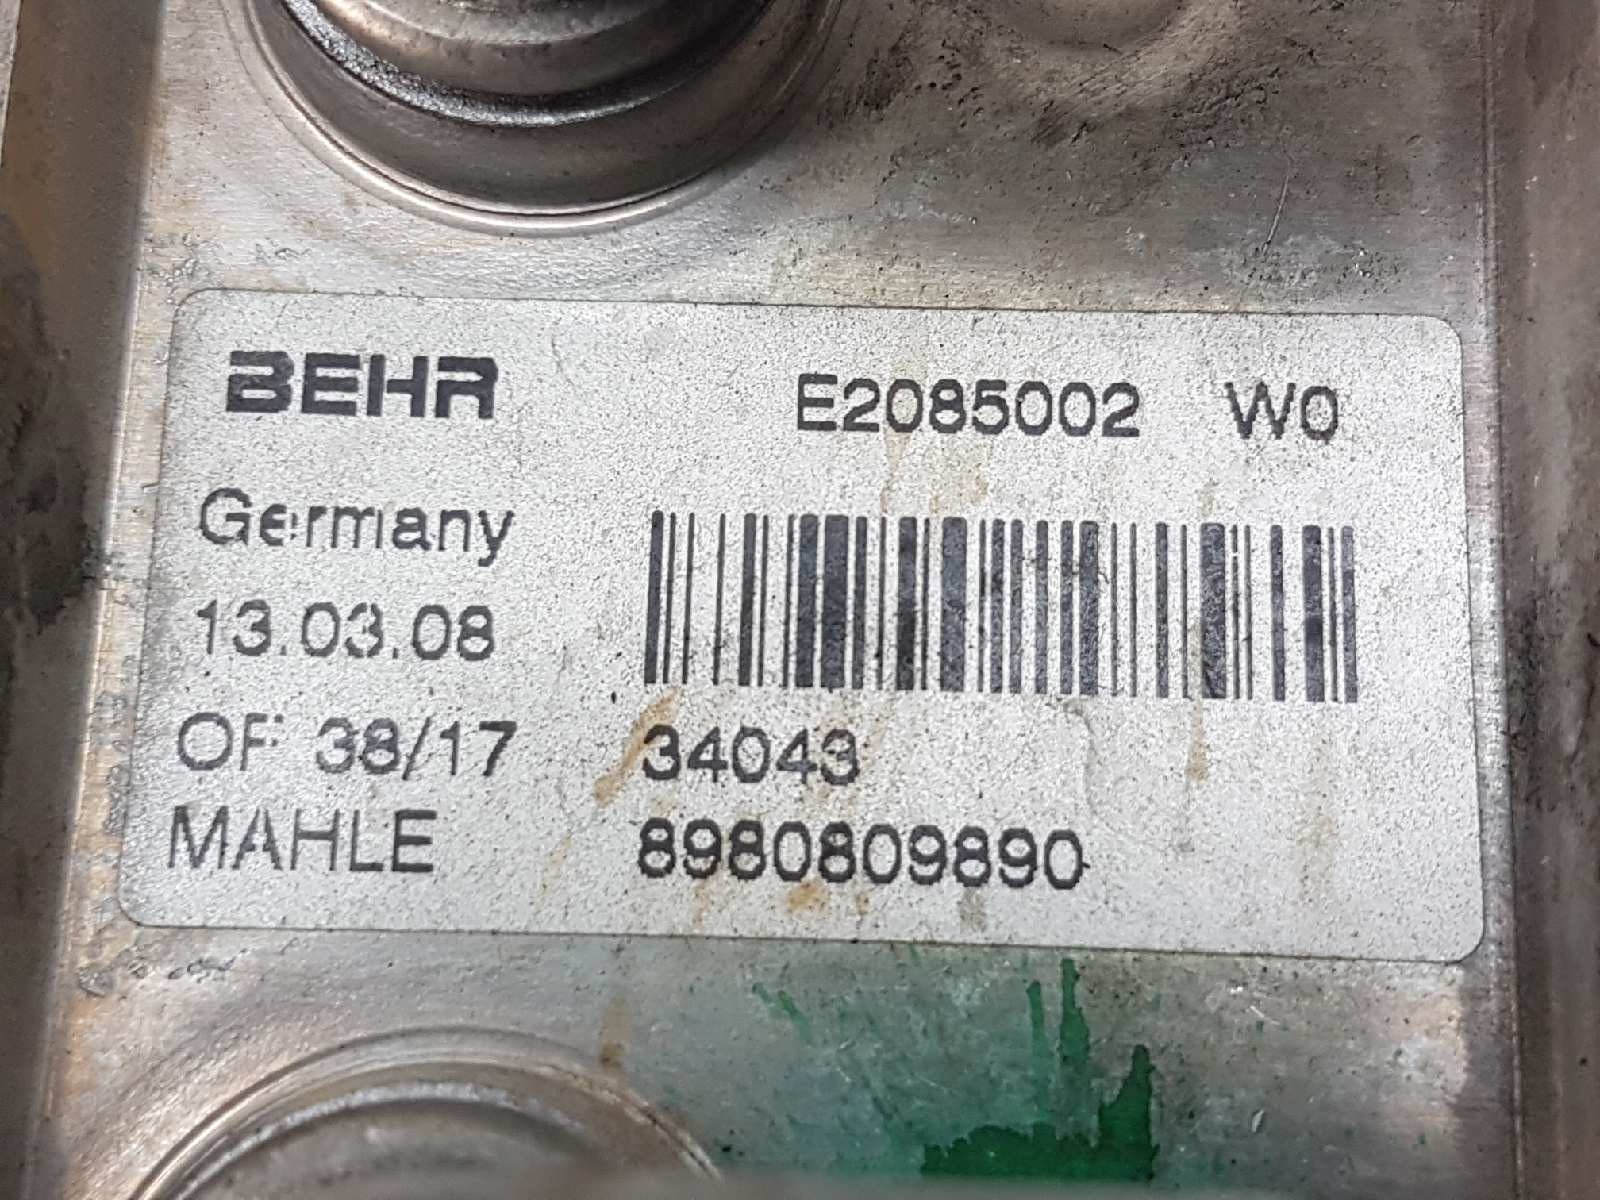 BEHR E2085002 W0
Germany
13.03.08
OF 38/17 34043
MAHLE 8980809890